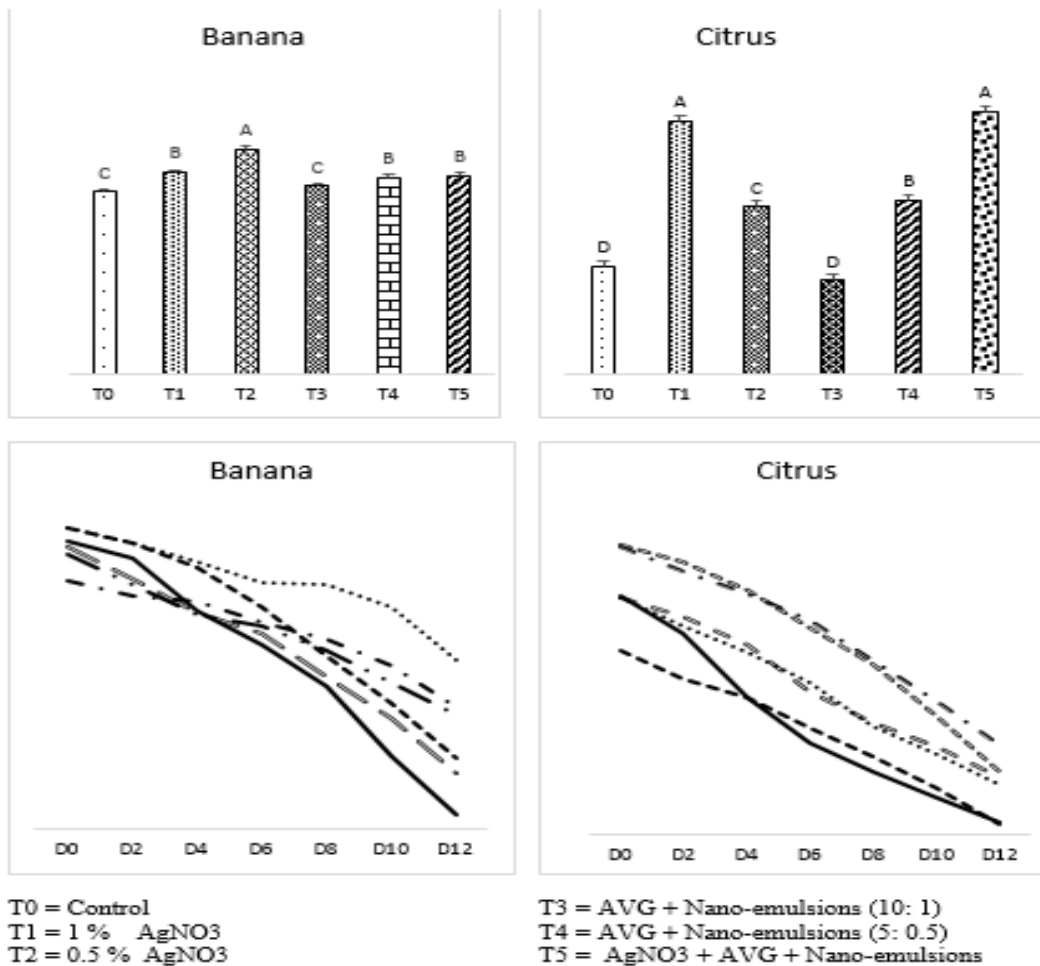 Banana
C B A C B B
T0 T1 T2 T3 T4 T5
Citrus
D A C D B A
T0 T1 T2 T3 T4 T5
Banana
D0 D2 D4 D6 D8 D10 D12
Citrus
D0 D2 D4 D6 D8 D10 D12
T0 = Control
T1 = 1 % AgNO3
T2 = 0.5 % AgNO3
T3 = AVG + Nano-emulsions (10: 1)
T4 = AVG + Nano-emulsions (5: 0.5)
T5 = AgNO3 + AVG + Nano-emulsions